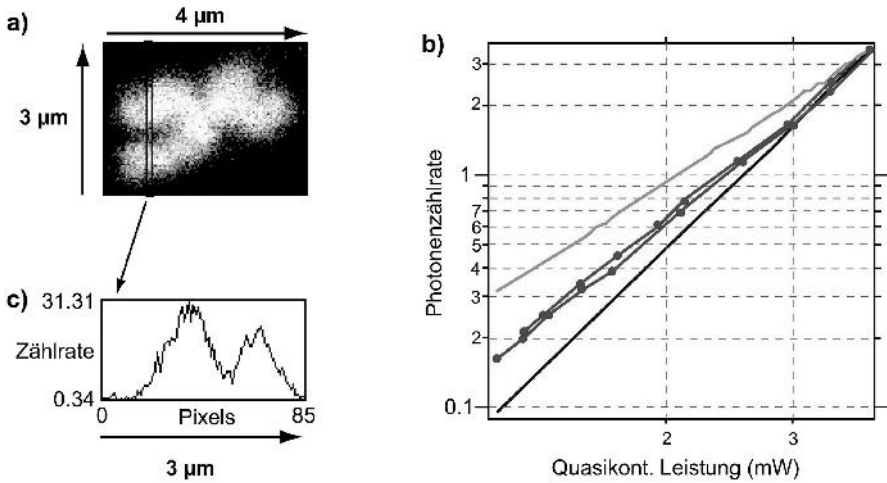 a)
4 µm
3 µm
c)
31.31
Zählrate
0.34
0
Pixels
85
3 µm
b)
Photonenzählrate
3
2
1
7
6
5
4
3
2
0.1
2
3
Quasikont. Leistung (mW)